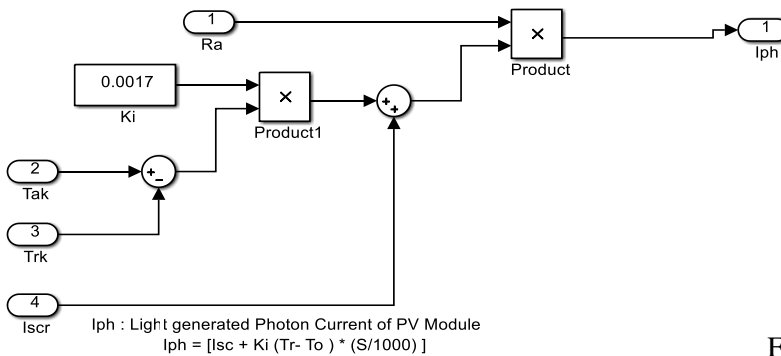 1
Ra
×
Product
1
Iph
0.0017
Ki
×
Product1
+
+
2
Tak
+
−
3
Trk
4
Iscr
Iph : Light generated Photon Current of PV Module
Iph = [Isc + Ki (Tr- To ) * (S/1000) ]